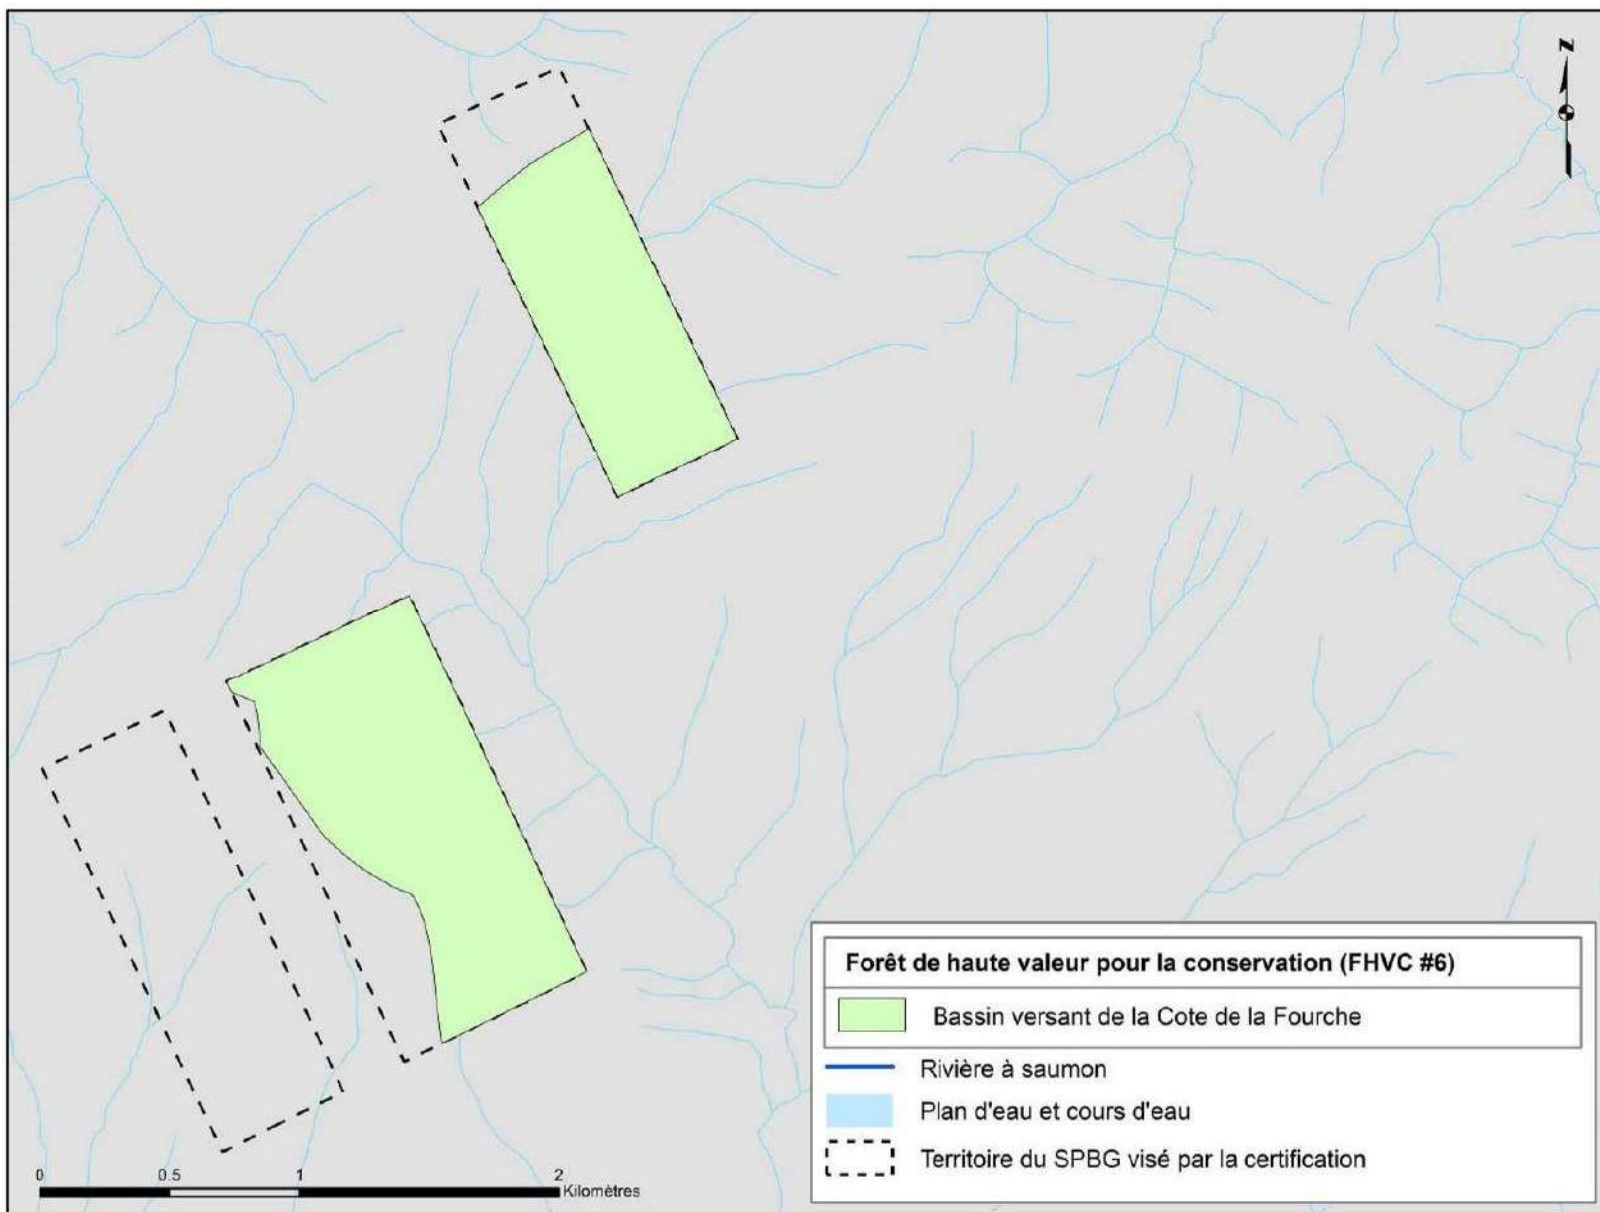 N
Forêt de haute valeur pour la conservation (FHVC #6)
Bassin versant de la Cote de la Fourche
Rivière à saumon
Plan d'eau et cours d'eau
Territoire du SPBG visé par la certification
0 0.5 1 2
Kilomètres